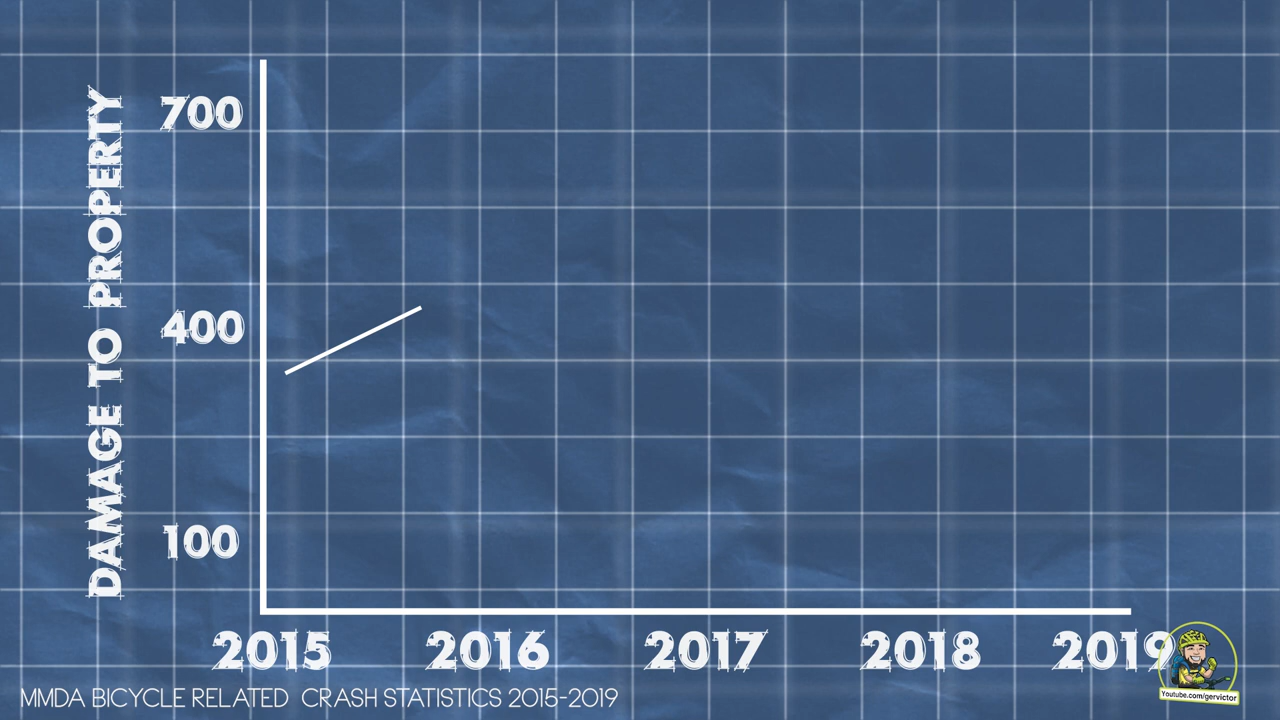 DAMAGE TO PROPERTY
700
400
100
2015 2016 2017 2018 2019
MMDA BICYCLE RELATED CRASH STATISTICS 2015-2019
Youtube.com/gervictor